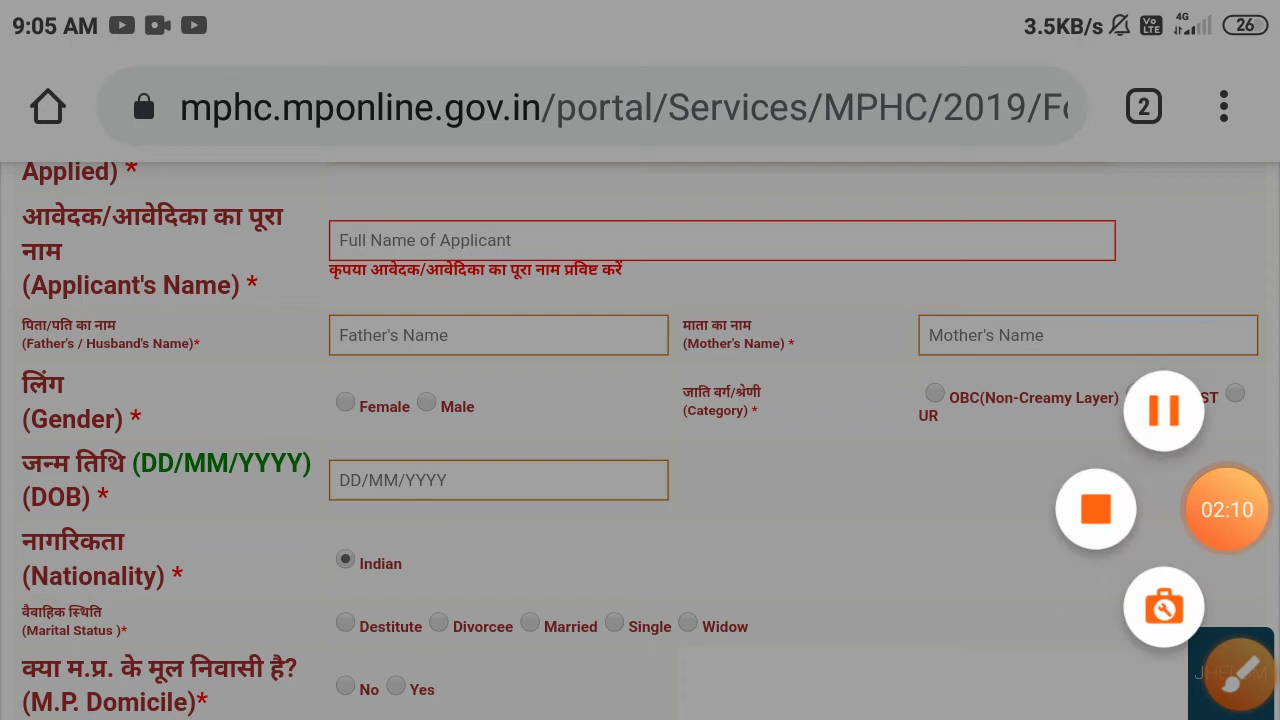 9:05 AM
3.5KB/s Vo LTE 4G 26
mphc.mponline.gov.in/portal/Services/MPHC/2019/Fo
2
Applied) *
आवेदक/आवेदिका का पूरा
नाम
(Applicant's Name) *
Full Name of Applicant
कृपया आवेदक/आवेदिका का पूरा नाम प्रविष्ट करें
पिता/पति का नाम
(Father's / Husband's Name)*
Father's Name
माता का नाम
(Mother's Name) *
Mother's Name
लिंग
(Gender) *
Female Male
जाति वर्ग/श्रेणी
(Category) *
OBC(Non-Creamy Layer) ST
UR
जन्म तिथि (DD/MM/YYYY)
(DOB) *
DD/MM/YYYY
02:10
नागरिकता
(Nationality) *
Indian
वैवाहिक स्थिति
(Marital Status )*
Destitute Divorcee Married Single Widow
क्या म.प्र. के मूल निवासी है?
(M.P. Domicile)*
No Yes